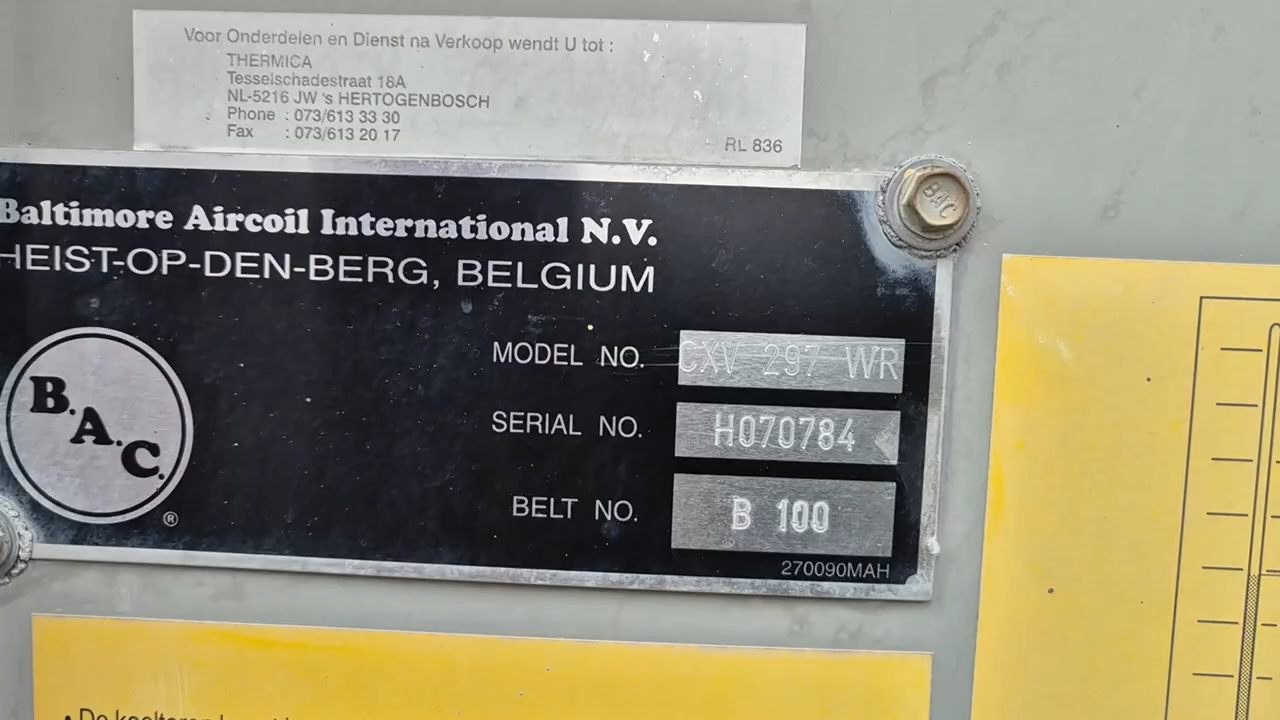 Voor Onderdelen en Dienst na Verkoop wendt U tot :
THERMICA
Tesselschadestraat 18A
NL-5216 JW 's HERTOGENBOSCH
Phone : 073/613 33 30
Fax : 073/613 20 17
RL 836
BAC
Baltimore Aircoil International N.V.
HEIST-OP-DEN-BERG, BELGIUM
B.A.C.
®
MODEL NO. CXV 297 WR
SERIAL NO. H070784
BELT NO. B 100
270090MAH
• De